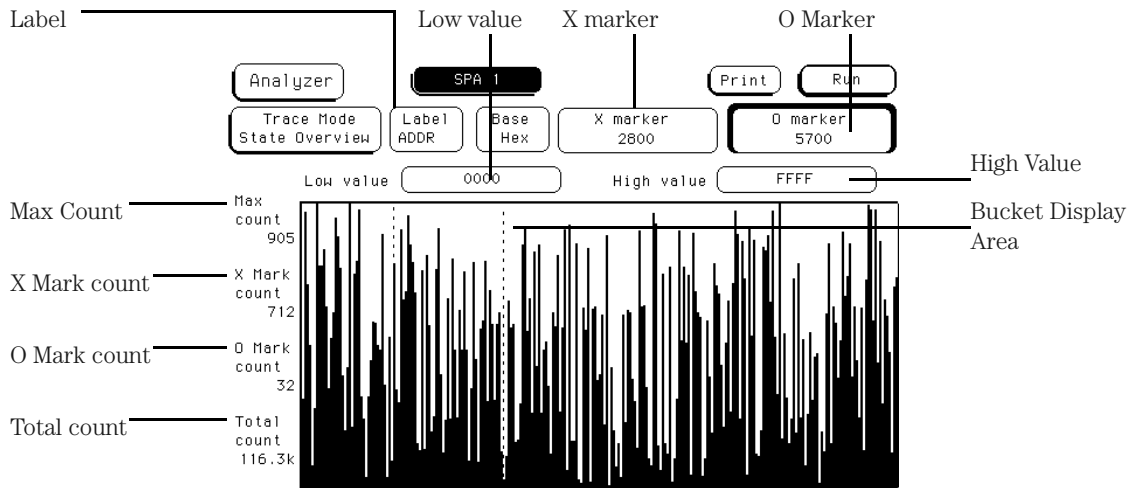 Label
Low value
X marker
O Marker
Analyzer
SPA 1
Print
Run
Trace Mode
State Overview
Label
ADDR
Base
Hex
X marker
2800
O marker
5700
Low value
0000
High value
FFFF
High Value
Max Count
Max
count
905
Bucket Display
Area
X Mark count
X Mark
count
712
O Mark count
O Mark
count
32
Total count
Total
count
116.3k